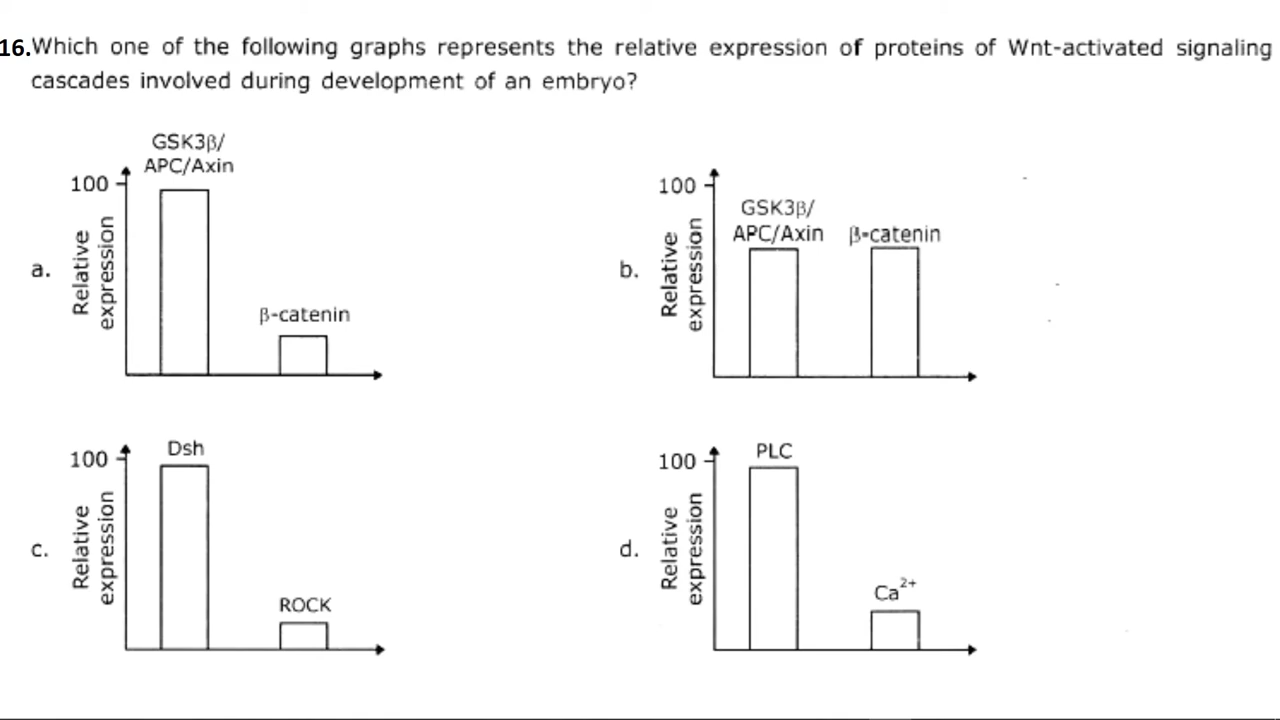 16.Which one of the following graphs represents the relative expression of proteins of Wnt-activated signaling
cascades involved during development of an embryo?
a.
Relative
expression
100
GSK3β/
APC/Axin
β-catenin
b.
Relative
expression
100
GSK3β/
APC/Axin
β-catenin
c.
Relative
expression
100
Dsh
ROCK
d.
Relative
expression
100
PLC
Ca²⁺